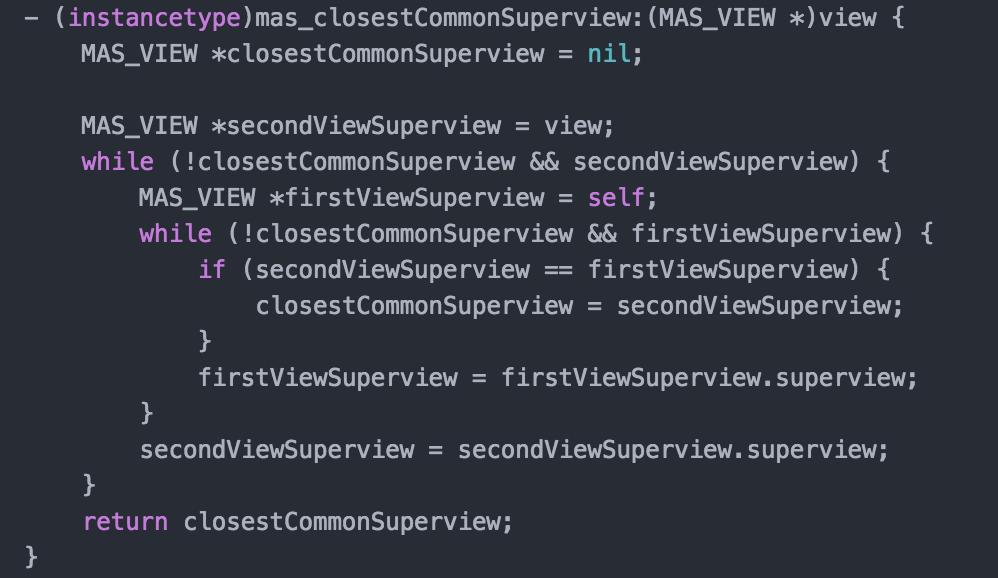 - (instancetype)mas_closestCommonSuperview:(MAS_VIEW *)view {
    MAS_VIEW *closestCommonSuperview = nil;

    MAS_VIEW *secondViewSuperview = view;
    while (!closestCommonSuperview && secondViewSuperview) {
        MAS_VIEW *firstViewSuperview = self;
        while (!closestCommonSuperview && firstViewSuperview) {
            if (secondViewSuperview == firstViewSuperview) {
                closestCommonSuperview = secondViewSuperview;
            }
            firstViewSuperview = firstViewSuperview.superview;
        }
        secondViewSuperview = secondViewSuperview.superview;
    }
    return closestCommonSuperview;
}